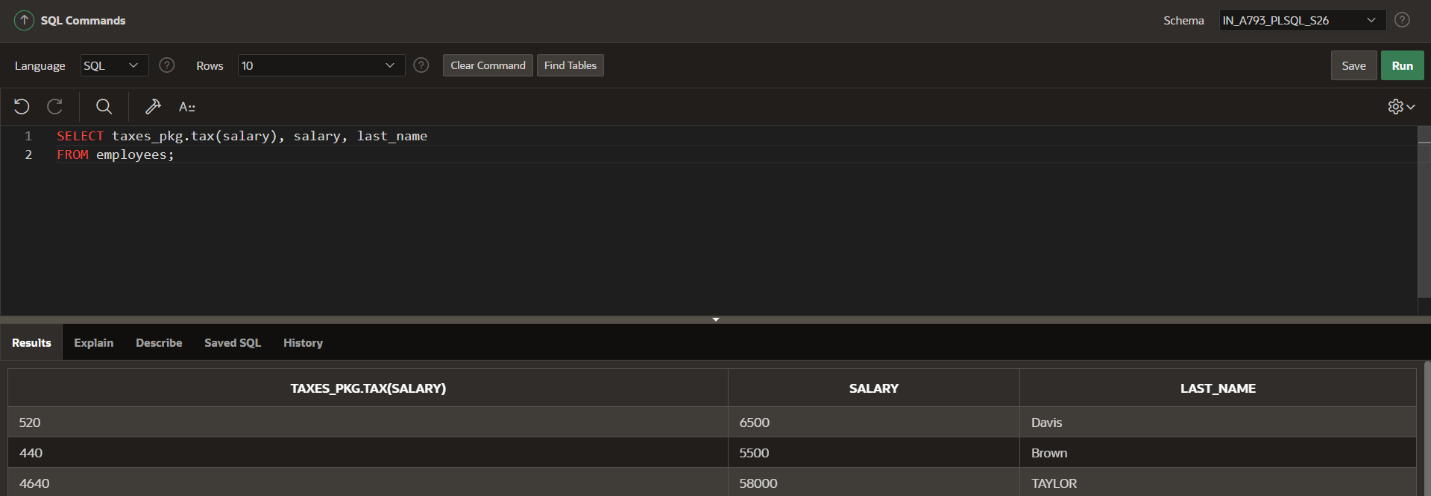 SQL Commands Schema IN_A793_PLSQL_S26 ?
Language SQL ? Rows 10 ? Clear Command Find Tables Save Run
A::
1 SELECT taxes_pkg.tax(salary), salary, last_name
2 FROM employees;
Results Explain Describe Saved SQL History
TAXES_PKG.TAX(SALARY) SALARY LAST_NAME
520 6500 Davis
440 5500 Brown
4640 58000 TAYLOR